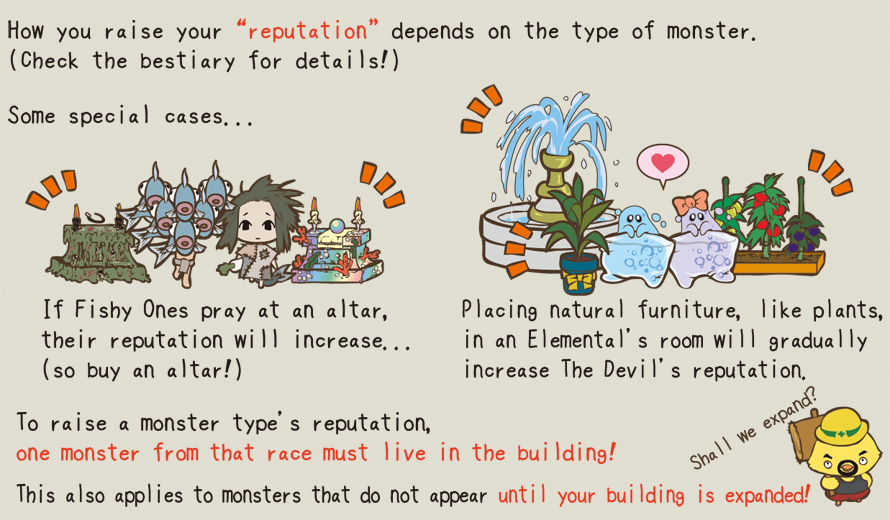 How you raise your “reputation” depends on the type of monster.
(Check the bestiary for details!)
Some special cases...
If Fishy Ones pray at an altar,
their reputation will increase...
(so buy an altar!)
Placing natural furniture, like plants,
in an Elemental's room will gradually
increase The Devil's reputation.
To raise a monster type's reputation,
one monster from that race must live in the building!
Shall we expand?
This also applies to monsters that do not appear until your building is expanded!